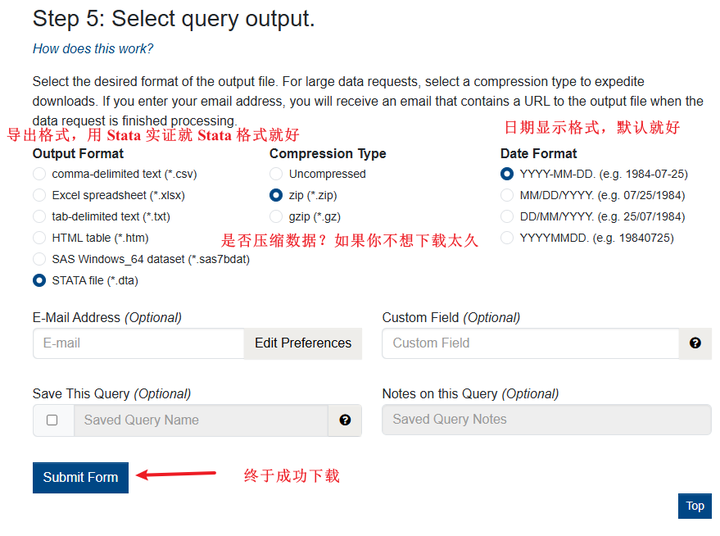 Step 5: Select query output.
How does this work?
Select the desired format of the output file. For large data requests, select a compression type to expedite
downloads. If you enter your email address, you will receive an email that contains a URL to the output file when the
data request is finished processing.
导出格式，用 Stata 实证就 Stata 格式就好
日期显示格式，默认就好
Output Format
comma-delimited text (*.csv)
Excel spreadsheet (*.xlsx)
tab-delimited text (*.txt)
HTML table (*.htm)
SAS Windows_64 dataset (*.sas7bdat)
STATA file (*.dta)
Compression Type
Uncompressed
zip (*.zip)
gzip (*.gz)
是否压缩数据？如果你不想下载太久
Date Format
YYYY-MM-DD. (e.g. 1984-07-25)
MM/DD/YYYY. (e.g. 07/25/1984)
DD/MM/YYYY. (e.g. 25/07/1984)
YYYYMMDD. (e.g. 19840725)
E-Mail Address (Optional)
E-mail
Edit Preferences
Custom Field (Optional)
Custom Field
?
Save This Query (Optional)
Saved Query Name
?
Notes on this Query (Optional)
Saved Query Notes
Submit Form
终于成功下载
Top